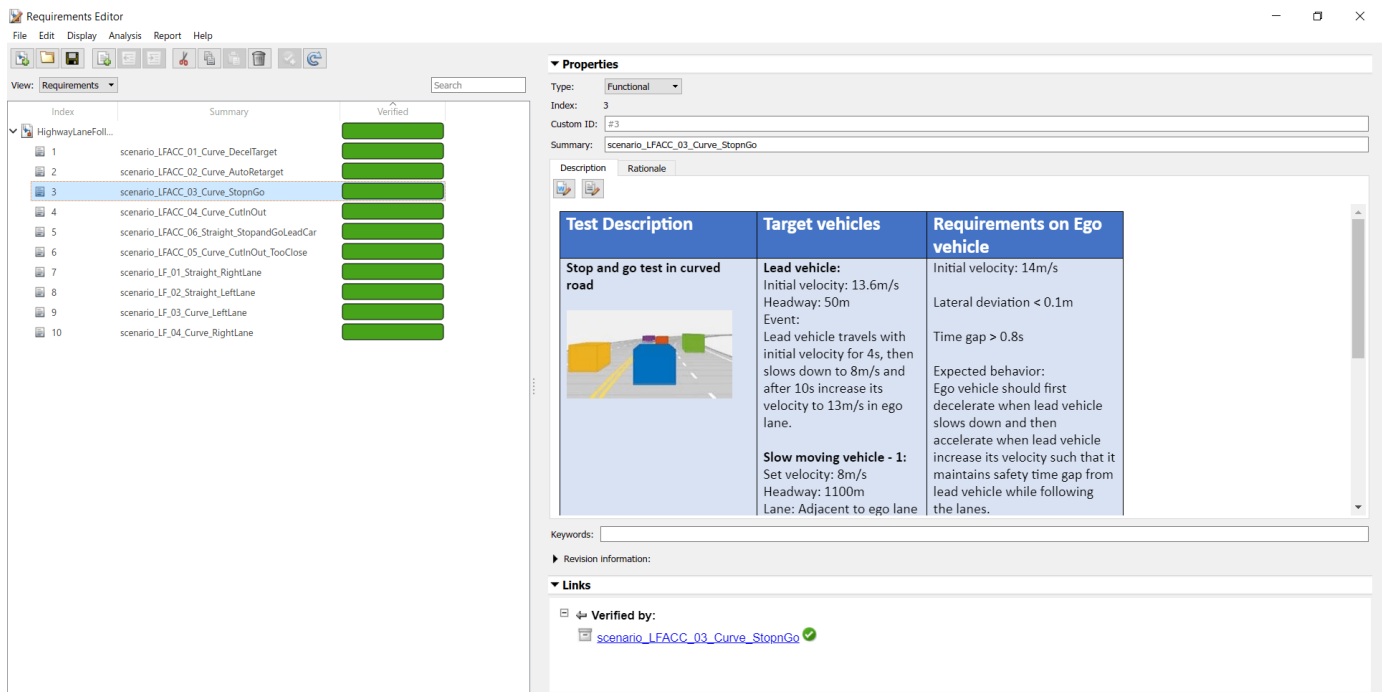 Requirements Editor
File Edit Display Analysis Report Help
View: Requirements
Search
Index Summary Verified
HighwayLaneFoll...
1 scenario_LFACC_01_Curve_DecelTarget
2 scenario_LFACC_02_Curve_AutoRetarget
3 scenario_LFACC_03_Curve_StopnGo
4 scenario_LFACC_04_Curve_CutInOut
5 scenario_LFACC_06_Straight_StopandGoLeadCar
6 scenario_LFACC_05_Curve_CutInOut_TooClose
7 scenario_LF_01_Straight_RightLane
8 scenario_LF_02_Straight_LeftLane
9 scenario_LF_03_Curve_LeftLane
10 scenario_LF_04_Curve_RightLane
Properties
Type: Functional
Index: 3
Custom ID: #3
Summary: scenario_LFACC_03_Curve_StopnGo
Description Rationale
Test Description
Stop and go test in curved
road
Target vehicles
Lead vehicle:
Initial velocity: 13.6m/s
Headway: 50m
Event:
Lead vehicle travels with
initial velocity for 4s, then
slows down to 8m/s and
after 10s increase its
velocity to 13m/s in ego
lane.
Slow moving vehicle - 1:
Set velocity: 8m/s
Headway: 1100m
Lane: Adjacent to ego lane
Requirements on Ego
vehicle
Initial velocity: 14m/s
Lateral deviation < 0.1m
Time gap > 0.8s
Expected behavior:
Ego vehicle should first
decelerate when lead vehicle
slows down and then
accelerate when lead vehicle
increase its velocity such that it
maintains safety time gap from
lead vehicle while following
the lanes.
Keywords:
Revision information:
Links
Verified by:
scenario_LFACC_03_Curve_StopnGo